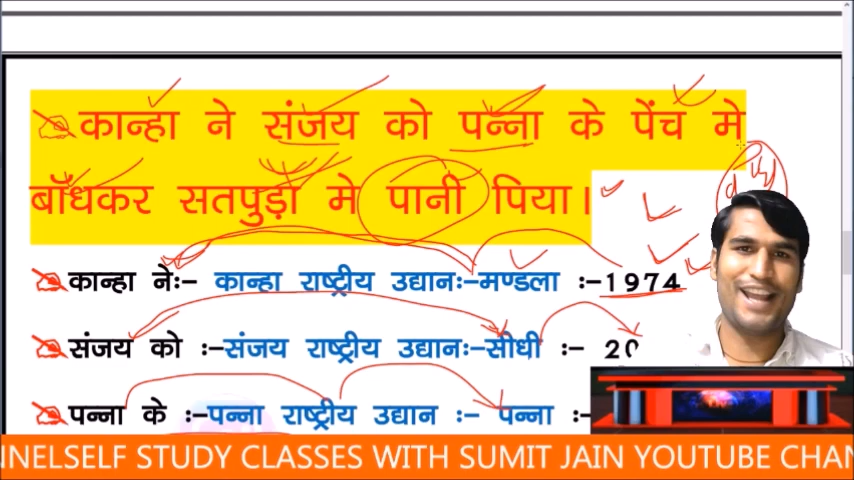 कान्हा ने संजय को पन्ना के पेंच मे
बाँधकर सतपुड़ा मे पानी पिया।
कान्हा नेः- कान्हा राष्ट्रीय उद्यानः-मण्डला :-1974
संजय को :-संजय राष्ट्रीय उद्यानः-सीधी :- 20
पन्ना के :-पन्ना राष्ट्रीय उद्यान :- पन्ना :-
NNELSELF STUDY CLASSES WITH SUMIT JAIN YOUTUBE CHAN